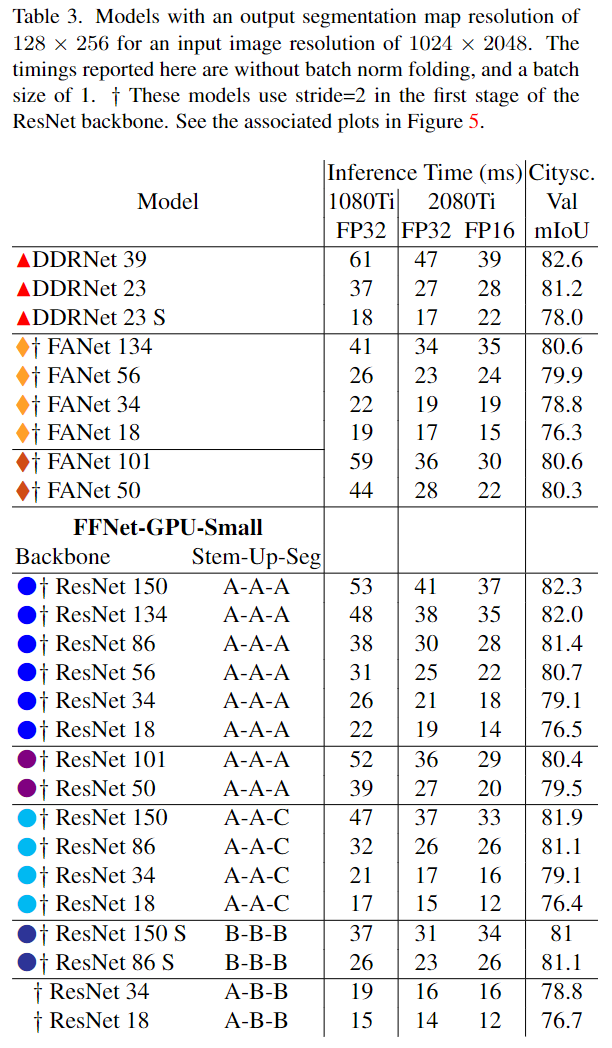 Table 3. Models with an output segmentation map resolution of
128 × 256 for an input image resolution of 1024 × 2048. The
timings reported here are without batch norm folding, and a batch
size of 1. † These models use stride=2 in the first stage of the
ResNet backbone. See the associated plots in Figure 5.
Model Inference Time (ms) Citysc.
1080Ti 2080Ti Val
FP32 FP32 FP16 mIoU
▲DDRNet 39 61 47 39 82.6
▲DDRNet 23 37 27 28 81.2
▲DDRNet 23 S 18 17 22 78.0
◆† FANet 134 41 34 35 80.6
◆† FANet 56 26 23 24 79.9
◆† FANet 34 22 19 19 78.8
◆† FANet 18 19 17 15 76.3
◆† FANet 101 59 36 30 80.6
◆† FANet 50 44 28 22 80.3
FFNet-GPU-Small
Backbone Stem-Up-Seg
●† ResNet 150 A-A-A 53 41 37 82.3
●† ResNet 134 A-A-A 48 38 35 82.0
●† ResNet 86 A-A-A 38 30 28 81.4
●† ResNet 56 A-A-A 31 25 22 80.7
●† ResNet 34 A-A-A 26 21 18 79.1
●† ResNet 18 A-A-A 22 19 14 76.5
●† ResNet 101 A-A-A 52 36 29 80.4
●† ResNet 50 A-A-A 39 27 20 79.5
●† ResNet 150 A-A-C 47 37 33 81.9
●† ResNet 86 A-A-C 32 26 26 81.1
●† ResNet 34 A-A-C 21 17 16 79.1
●† ResNet 18 A-A-C 17 15 12 76.4
●† ResNet 150 S B-B-B 37 31 34 81
●† ResNet 86 S B-B-B 26 23 26 81.1
† ResNet 34 A-B-B 19 16 16 78.8
† ResNet 18 A-B-B 15 14 12 76.7